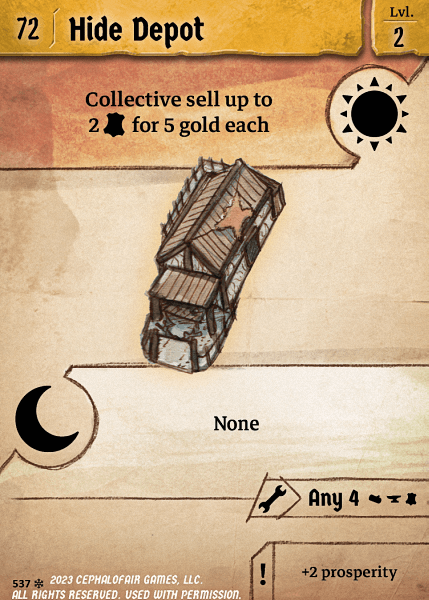 72 Hide Depot
Lvl.
2
Collective sell up to
2 for 5 gold each
None
Any 4
! +2 prosperity
537 2023 CEPHALOFAIR GAMES, LLC.
ALL RIGHTS RESERVED. USED WITH PERMISSION.